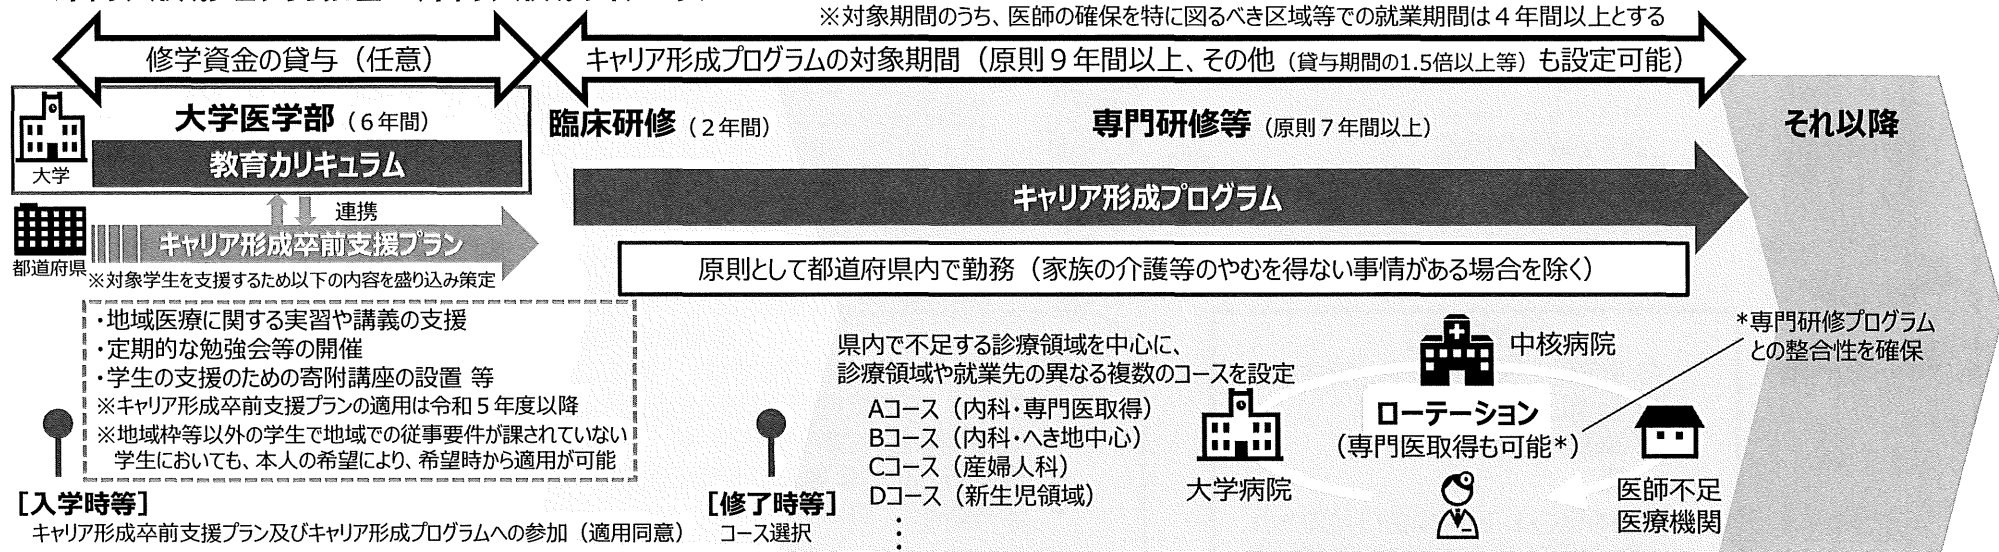 ※対象期間のうち、医師の確保を特に図るべき区域等での就業期間は４年間以上とする
修学資金の貸与（任意）
キャリア形成プログラムの対象期間（原則９年間以上、その他（貸与期間の1.5倍以上等）も設定可能）
大学医学部（６年間）
臨床研修（２年間）
専門研修等（原則７年間以上）
それ以降
大学
教育カリキュラム
キャリア形成プログラム
連携
都道府県
キャリア形成卒前支援プラン
※対象学生を支援するため以下の内容を盛り込み策定
原則として都道府県内で勤務（家族の介護等のやむを得ない事情がある場合を除く）
・地域医療に関する実習や講義の支援
・定期的な勉強会等の開催
・学生の支援のための寄附講座の設置 等
※キャリア形成卒前支援プランの適用は令和５年度以降
※地域枠等以外の学生で地域での従事要件が課されていない
学生においても、本人の希望により、希望時から適用が可能
[入学時等]
キャリア形成卒前支援プラン及びキャリア形成プログラムへの参加（適用同意）
[修了時等]
コース選択
県内で不足する診療領域を中心に、
診療領域や就業先の異なる複数のコースを設定
Aコース（内科・専門医取得）
Bコース（内科・へき地中心）
Cコース（産婦人科）
Dコース（新生児領域）
⋮
大学病院
中核病院
ローテーション
（専門医取得も可能*）
*専門研修プログラム
との整合性を確保
医師不足
医療機関